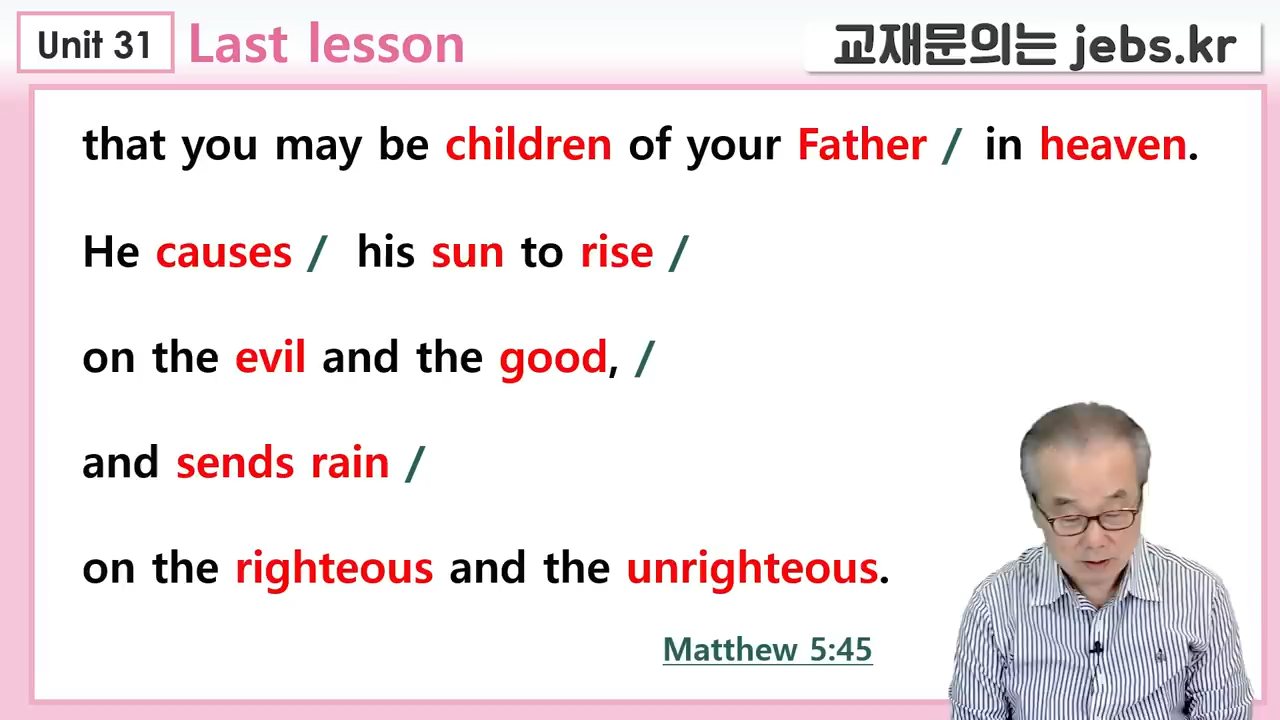 Unit 31 Last lesson 교재문의는 jebs.kr
that you may be children of your Father / in heaven.
He causes / his sun to rise /
on the evil and the good, /
and sends rain /
on the righteous and the unrighteous.
Matthew 5:45